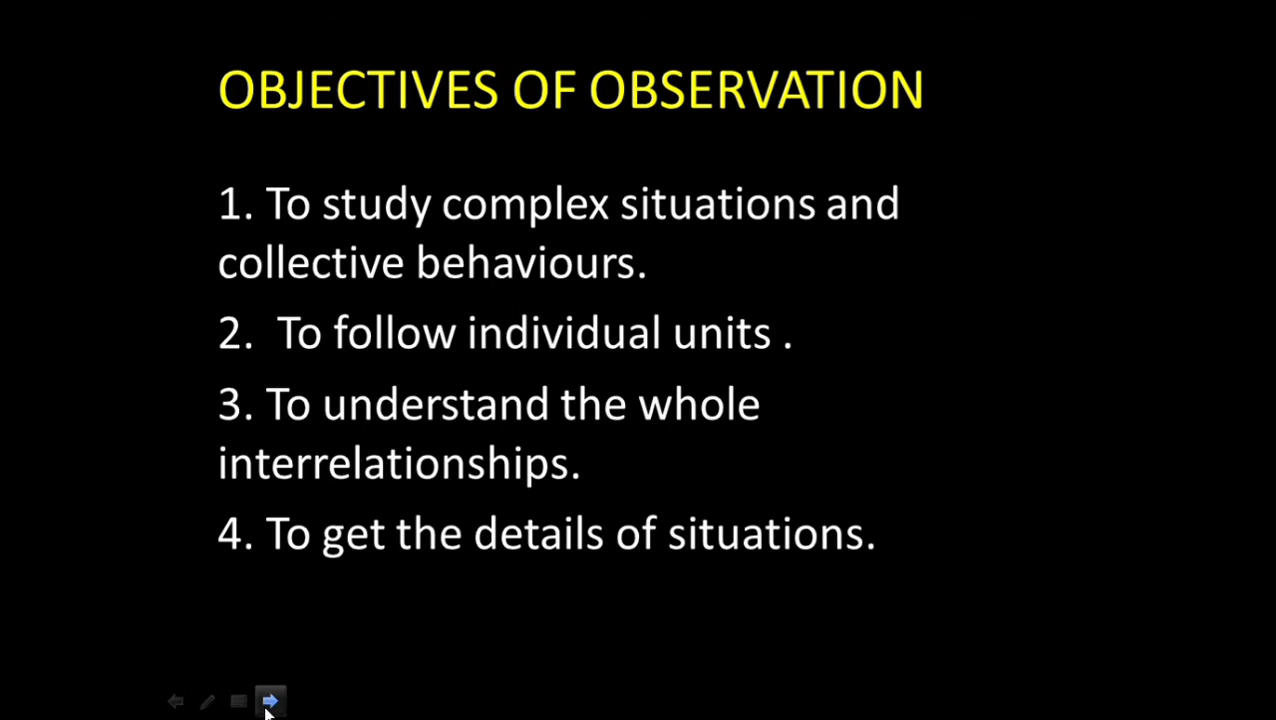 OBJECTIVES OF OBSERVATION
1. To study complex situations and
collective behaviours.
2.  To follow individual units .
3. To understand the whole
interrelationships.
4. To get the details of situations.